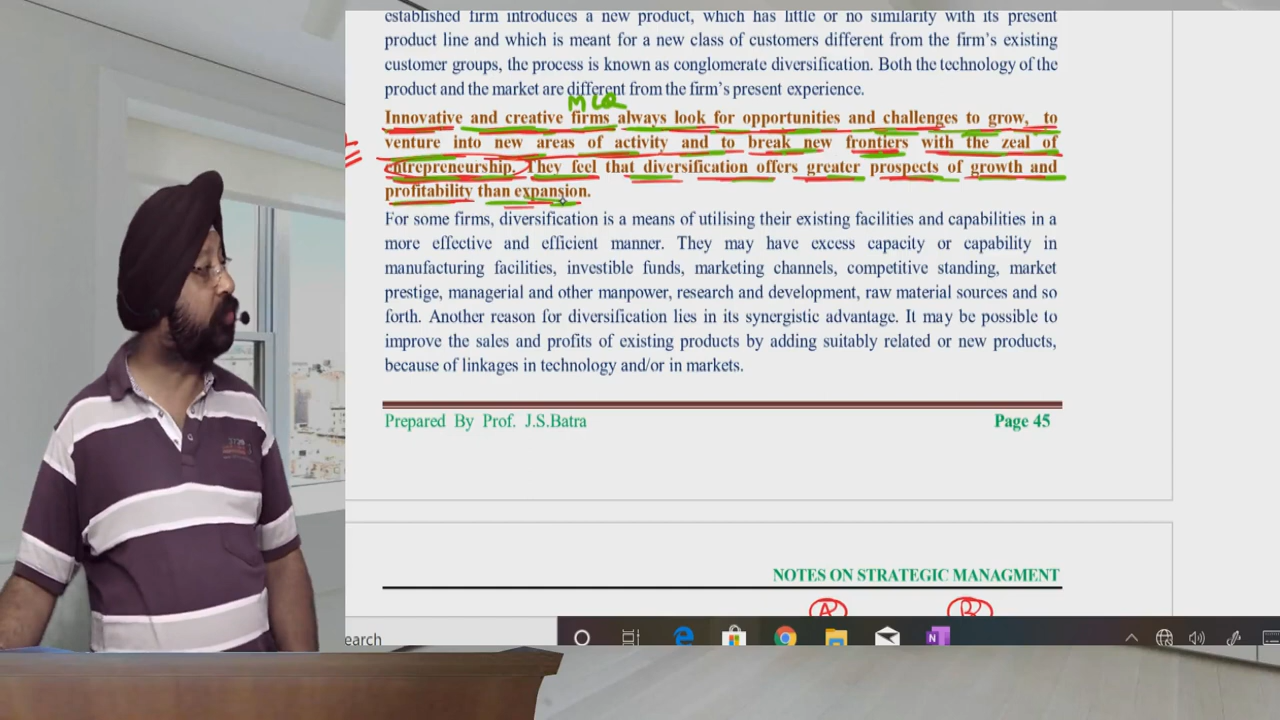 established firm introduces a new product, which has little or no similarity with its present
product line and which is meant for a new class of customers different from the firm's existing
customer groups, the process is known as conglomerate diversification. Both the technology of the
product and the market are different from the firm's present experience.
MCQ
Innovative and creative firms always look for opportunities and challenges to grow, to
venture into new areas of activity and to break new frontiers with the zeal of
entrepreneurship. They feel that diversification offers greater prospects of growth and
profitability than expansion.
For some firms, diversification is a means of utilising their existing facilities and capabilities in a
more effective and efficient manner. They may have excess capacity or capability in
manufacturing facilities, investible funds, marketing channels, competitive standing, market
prestige, managerial and other manpower, research and development, raw material sources and so
forth. Another reason for diversification lies in its synergistic advantage. It may be possible to
improve the sales and profits of existing products by adding suitably related or new products,
because of linkages in technology and/or in markets.
Prepared By Prof. J.S.Batra Page 45
NOTES ON STRATEGIC MANAGMENT
A B
earch